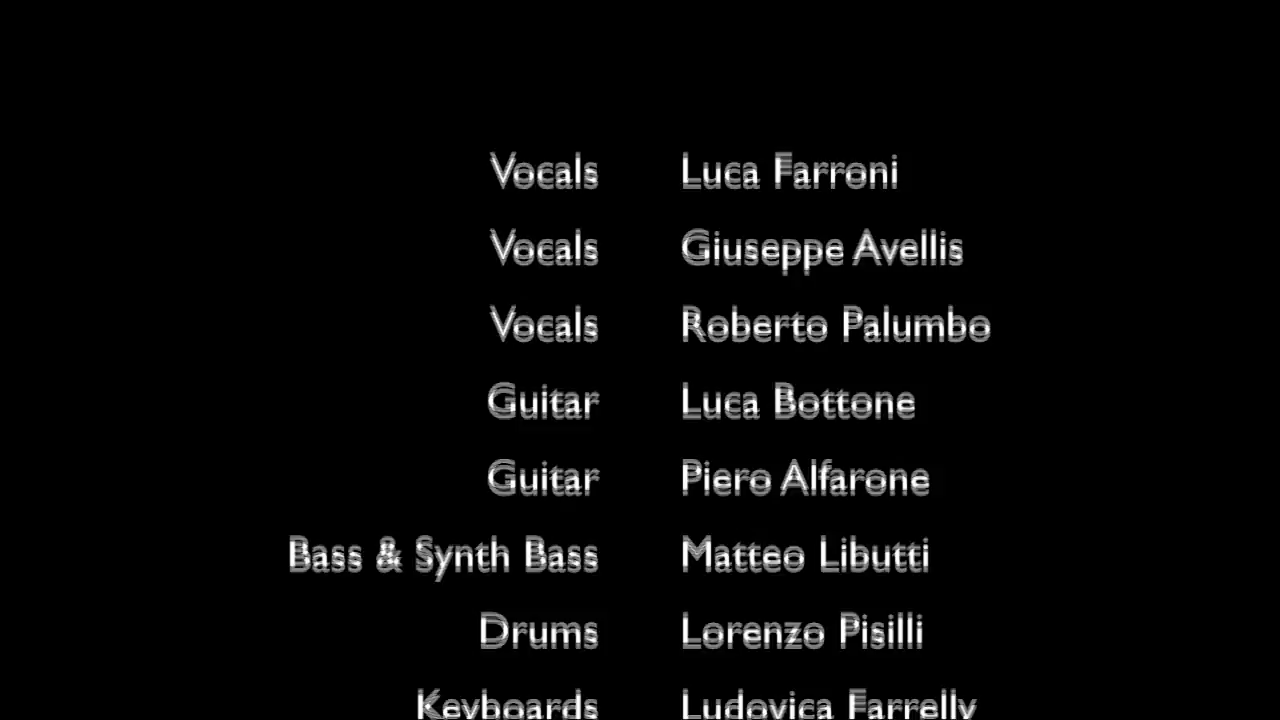 Vocals Luca Farroni
Vocals Giuseppe Avellis
Vocals Roberto Palumbo
Guitar Luca Bottone
Guitar Piero Alfarone
Bass & Synth Bass Matteo Libutti
Drums Lorenzo Pisilli
Keyboards Ludovica Farrelly